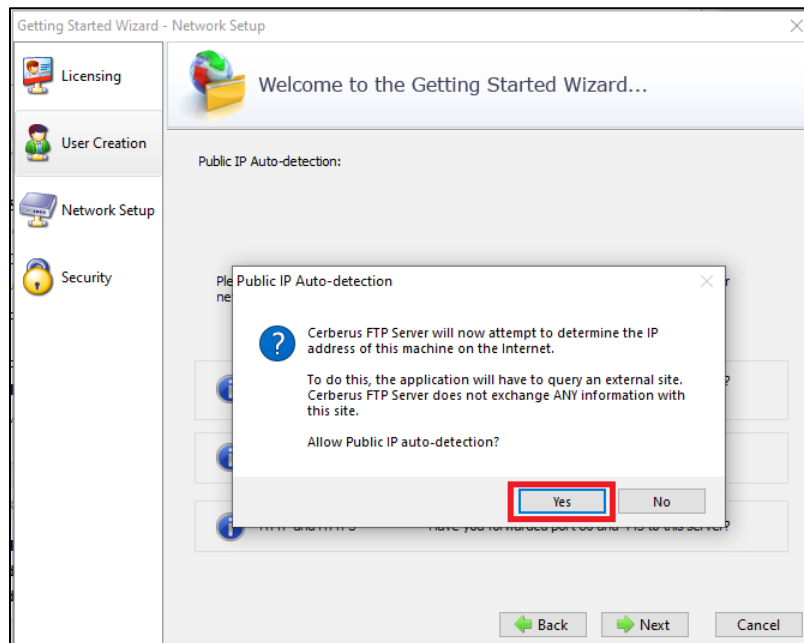 Getting Started Wizard - Network Setup
Licensing
Welcome to the Getting Started Wizard...
User Creation
Public IP Auto-detection:
Network Setup
Security
Ple
ne
r
Public IP Auto-detection
Cerberus FTP Server will now attempt to determine the IP
address of this machine on the Internet.
?
To do this, the application will have to query an external site.
Cerberus FTP Server does not exchange ANY information with
this site.
Allow Public IP auto-detection?
Yes
No
?
Back
Next
Cancel